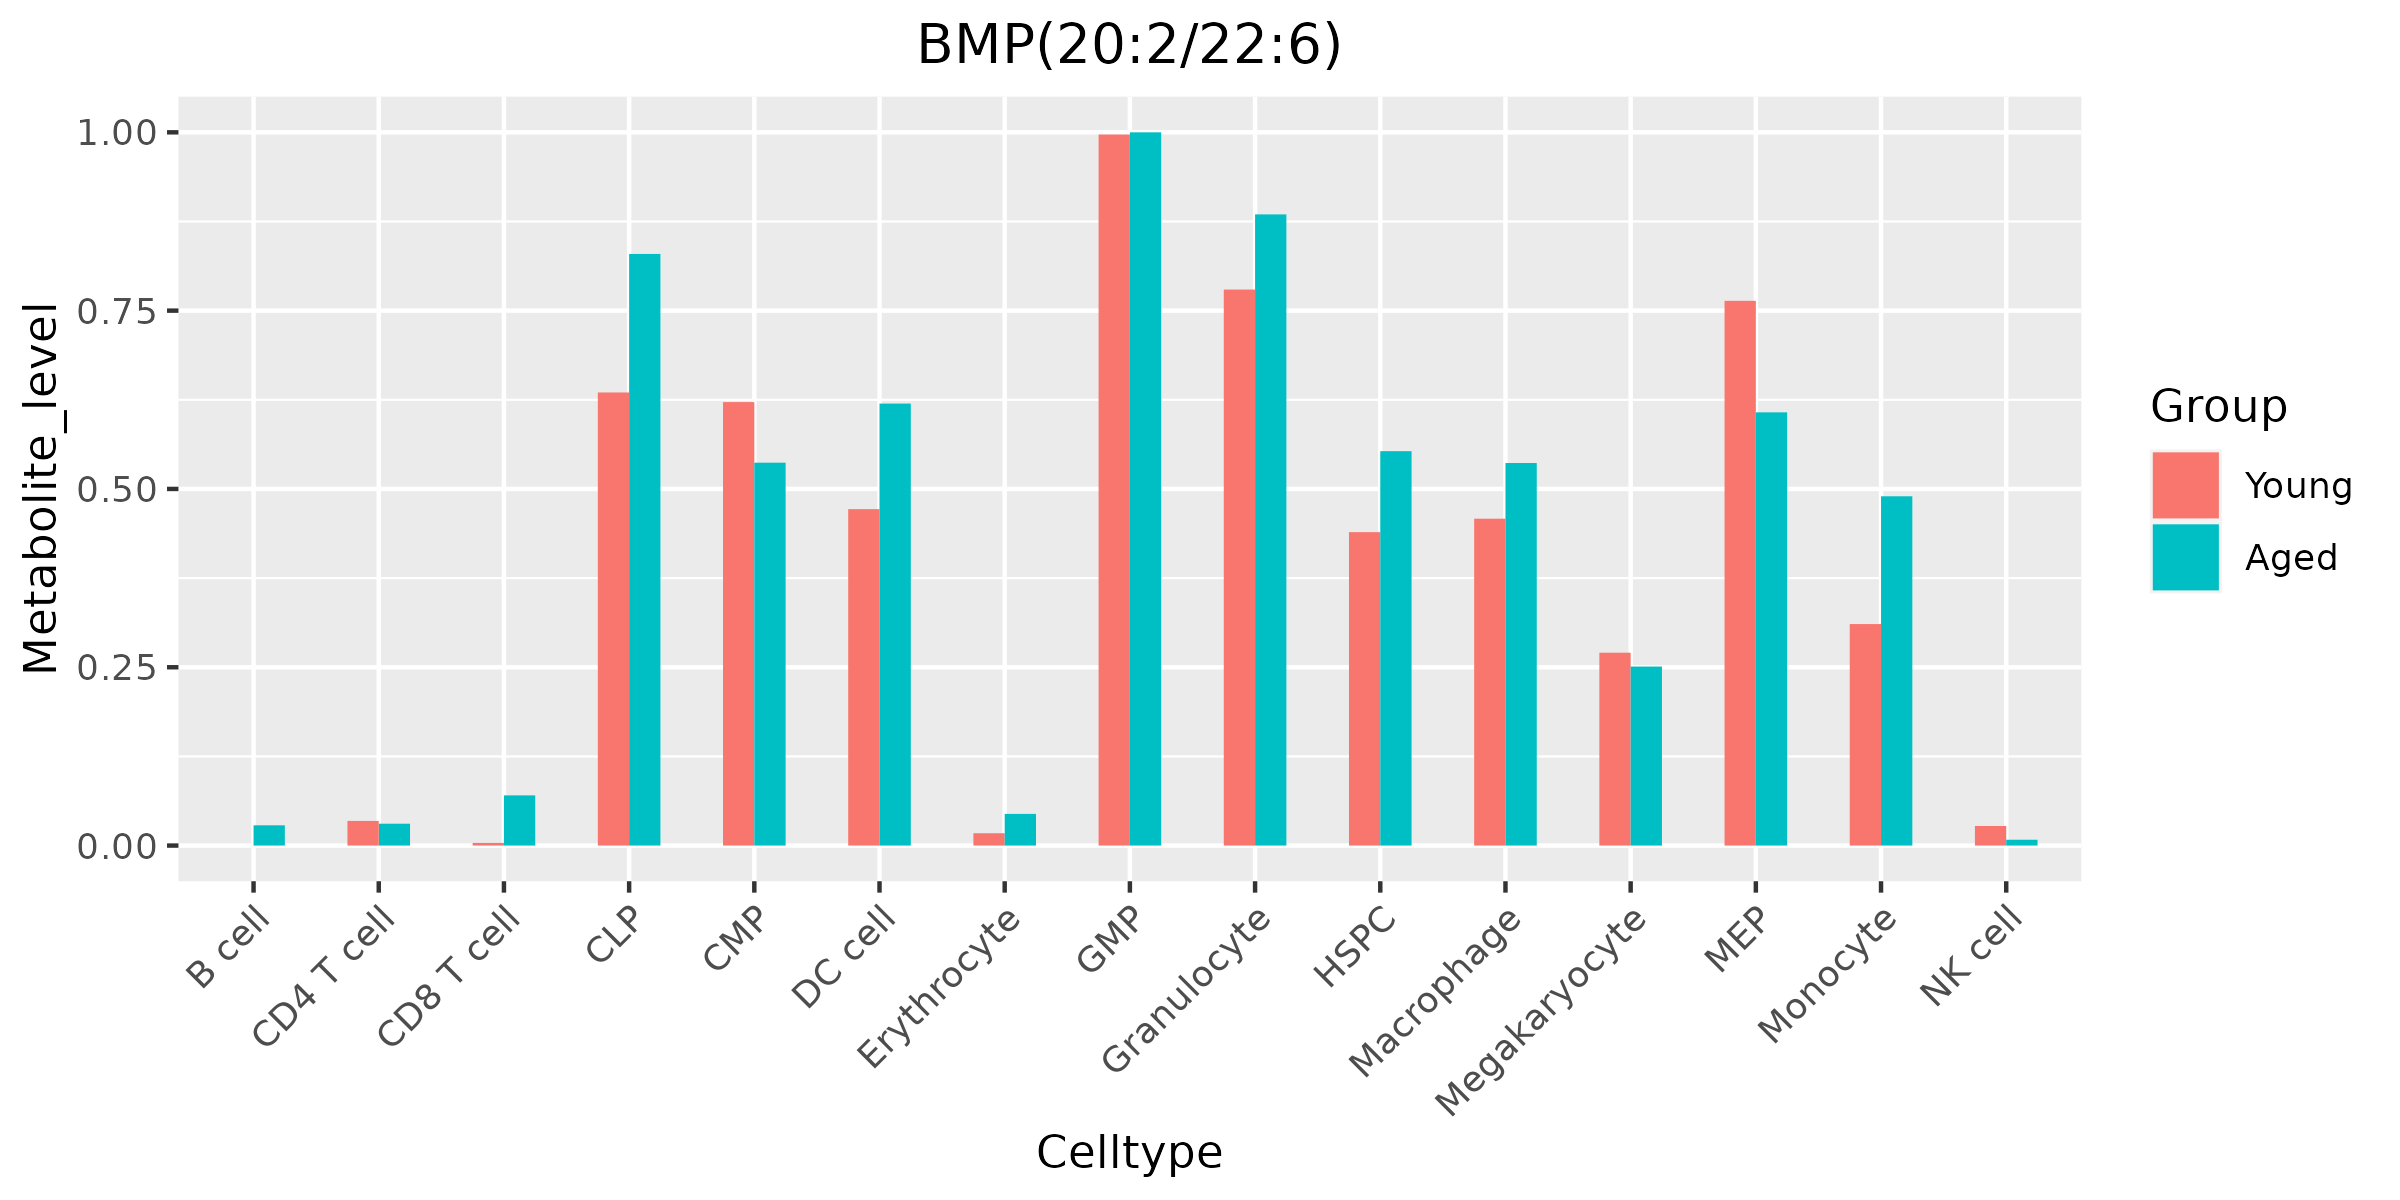 BMP(20:2/22:6)
Metabolite_level
1.00
0.75
0.50
0.25
0.00
B cell
CD4 T cell
CD8 T cell
CLP
CMP
DC cell
Erythrocyte
GMP
Granulocyte
HSPC
Macrophage
Megakaryocyte
MEP
Monocyte
NK cell
Celltype
Group
Young
Aged